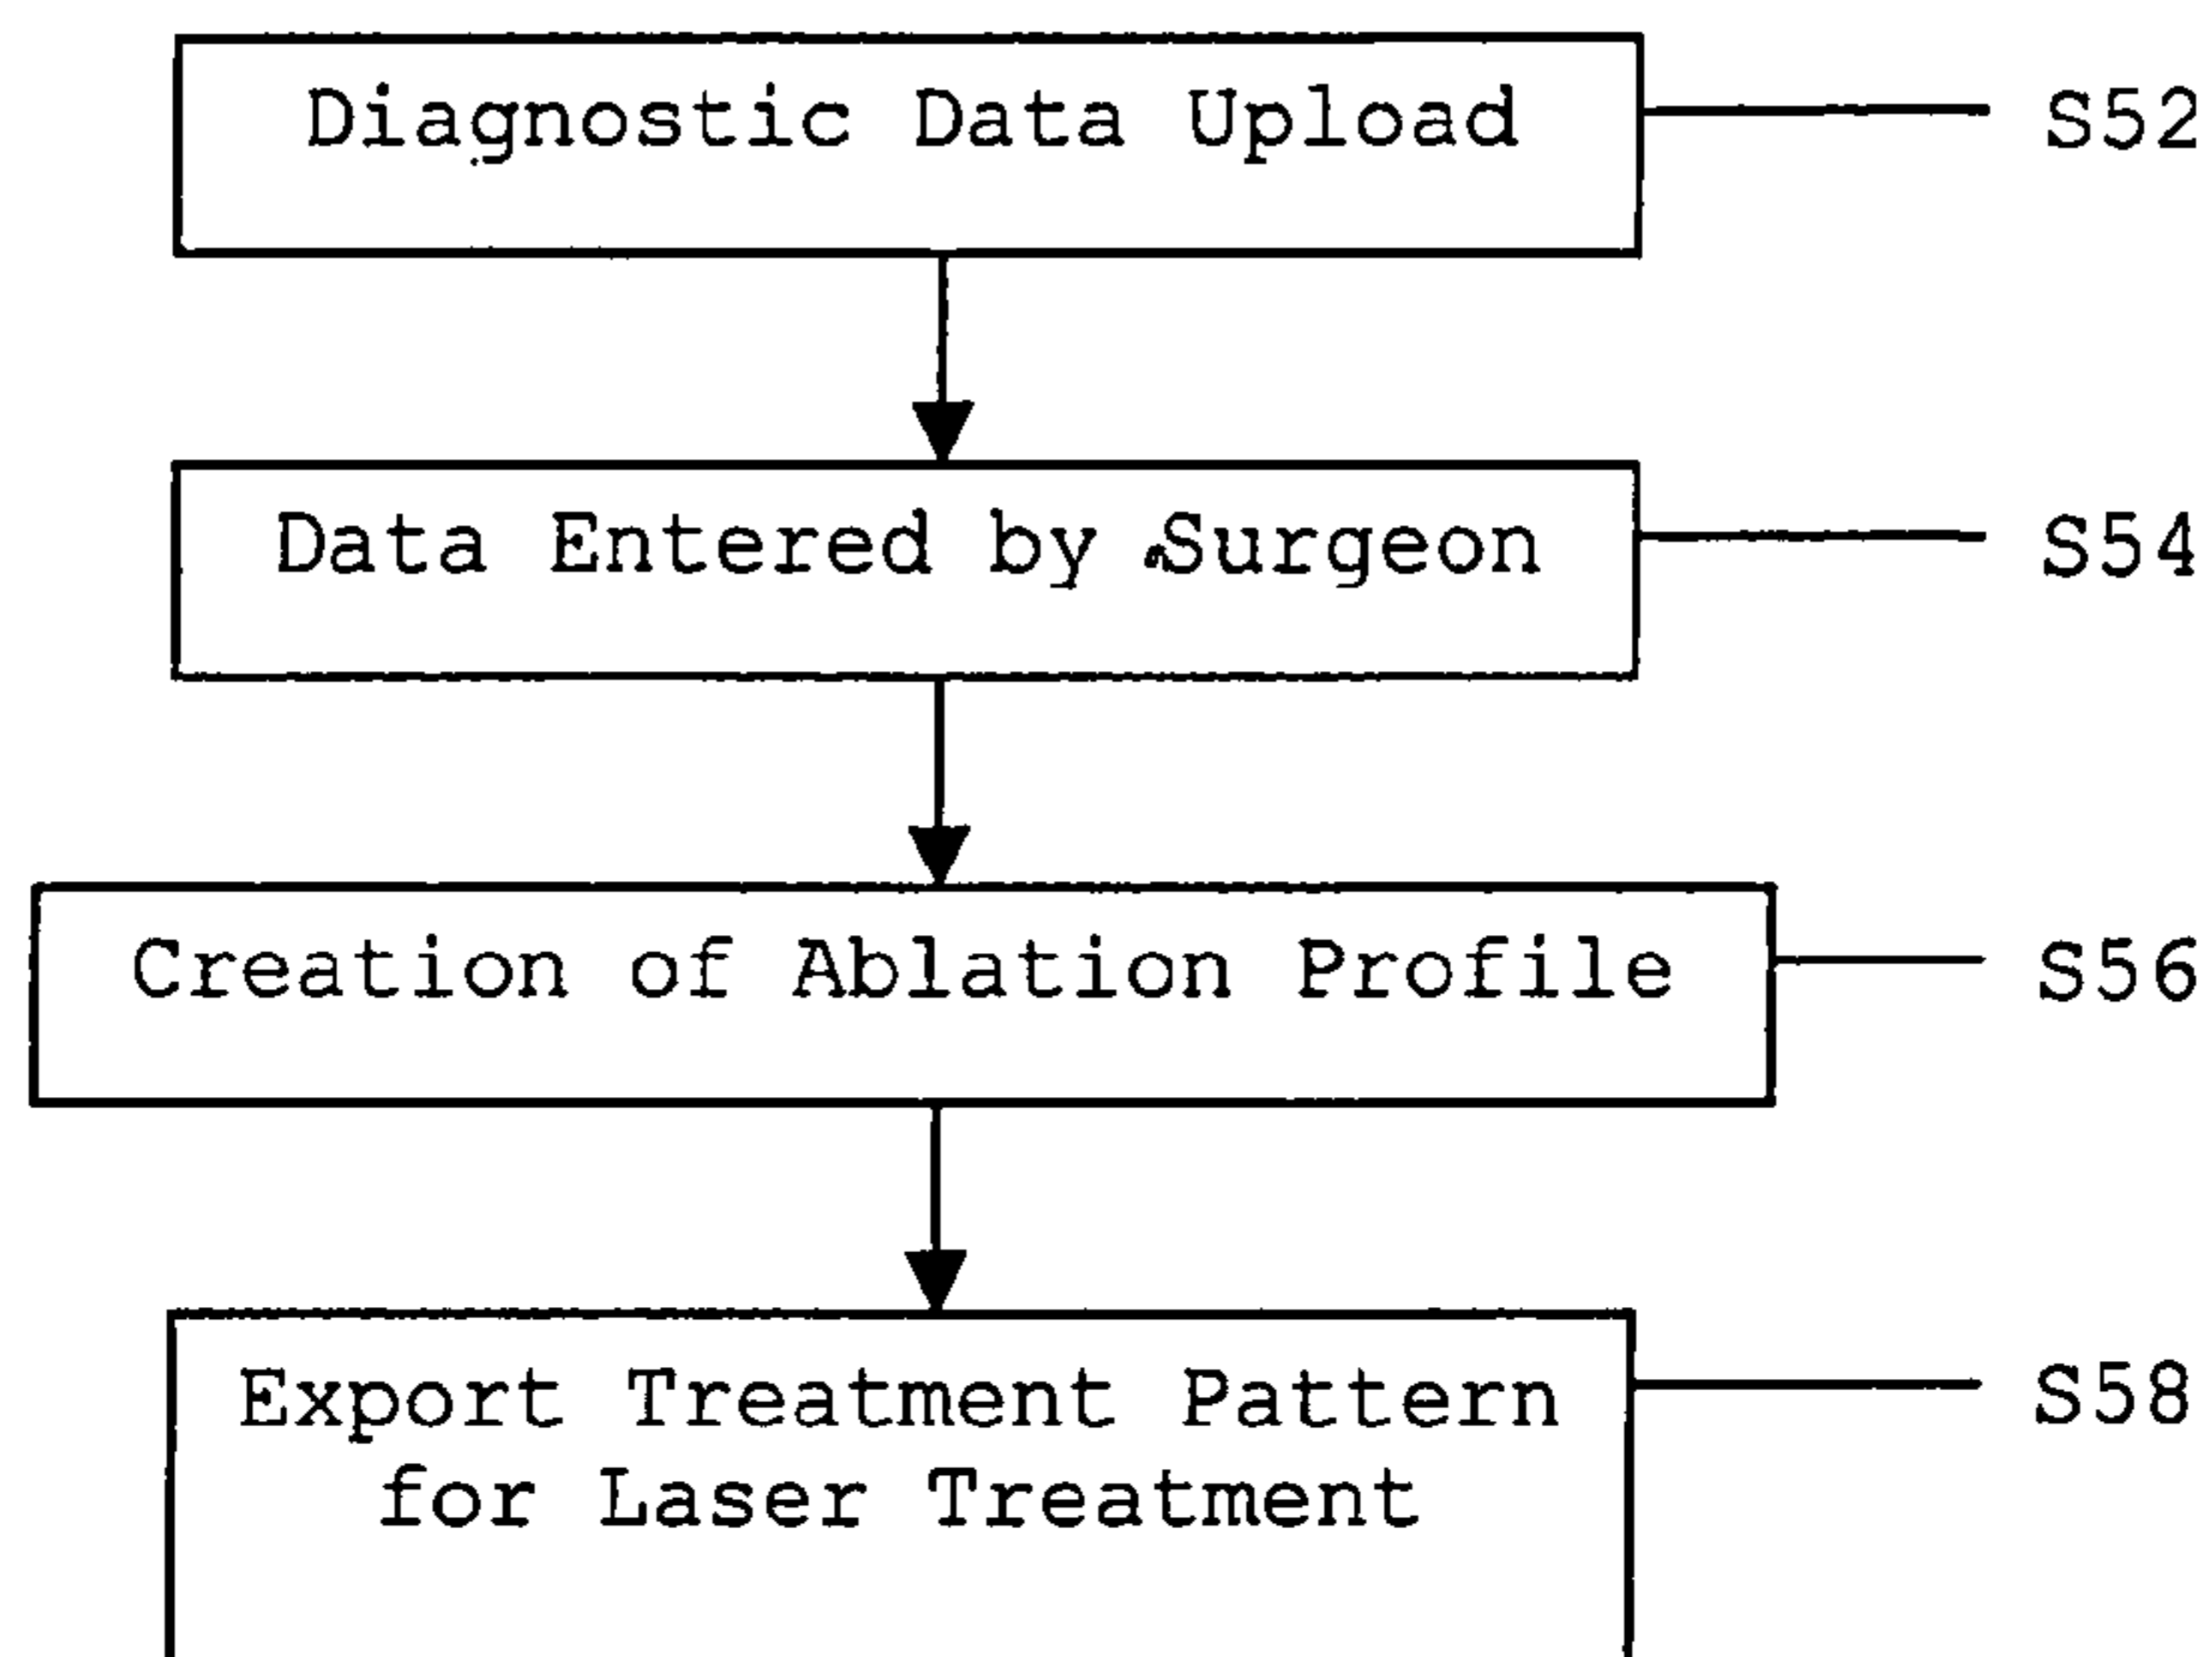 Diagnostic Data Upload
S52
Data Entered by Surgeon
S54
Creation of Ablation Profile
S56
Export Treatment Pattern
for Laser Treatment
S58